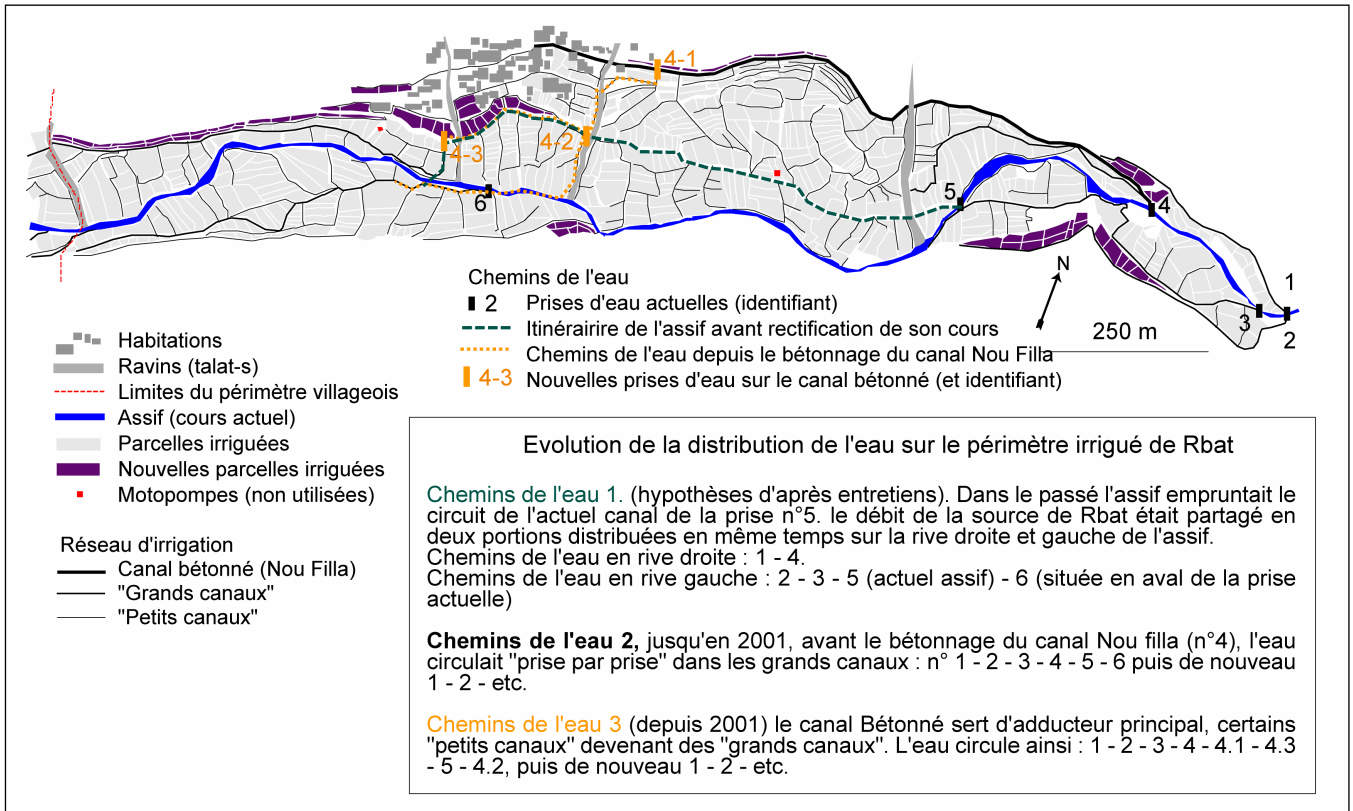 4-1
4-2
4-3
6
5
4
N
1
3
2
250 m
Chemins de l'eau
2 Prises d'eau actuelles (identifiant)
Itinérairire de l'assif avant rectification de son cours
Chemins de l'eau depuis le bétonnage du canal Nou Filla
4-3 Nouvelles prises d'eau sur le canal bétonné (et identifiant)
Habitations
Ravins (talat-s)
Limites du périmètre villageois
Assif (cours actuel)
Parcelles irriguées
Nouvelles parcelles irriguées
Motopompes (non utilisées)
Réseau d'irrigation
Canal bétonné (Nou Filla)
"Grands canaux"
"Petits canaux"
Evolution de la distribution de l'eau sur le périmètre irrigué de Rbat
Chemins de l'eau 1. (hypothèses d'après entretiens). Dans le passé l'assif empruntait le
circuit de l'actuel canal de la prise n°5. le débit de la source de Rbat était partagé en
deux portions distribuées en même temps sur la rive droite et gauche de l'assif.
Chemins de l'eau en rive droite : 1 - 4.
Chemins de l'eau en rive gauche : 2 - 3 - 5 (actuel assif) - 6 (située en aval de la prise
actuelle)
Chemins de l'eau 2, jusqu'en 2001, avant le bétonnage du canal Nou filla (n°4), l'eau
circulait "prise par prise" dans les grands canaux : n° 1 - 2 - 3 - 4 - 5 - 6 puis de nouveau
1 - 2 - etc.
Chemins de l'eau 3 (depuis 2001) le canal Bétonné sert d'adducteur principal, certains
"petits canaux" devenant des "grands canaux". L'eau circule ainsi : 1 - 2 - 3 - 4 - 4.1 - 4.3
- 5 - 4.2, puis de nouveau 1 - 2 - etc.